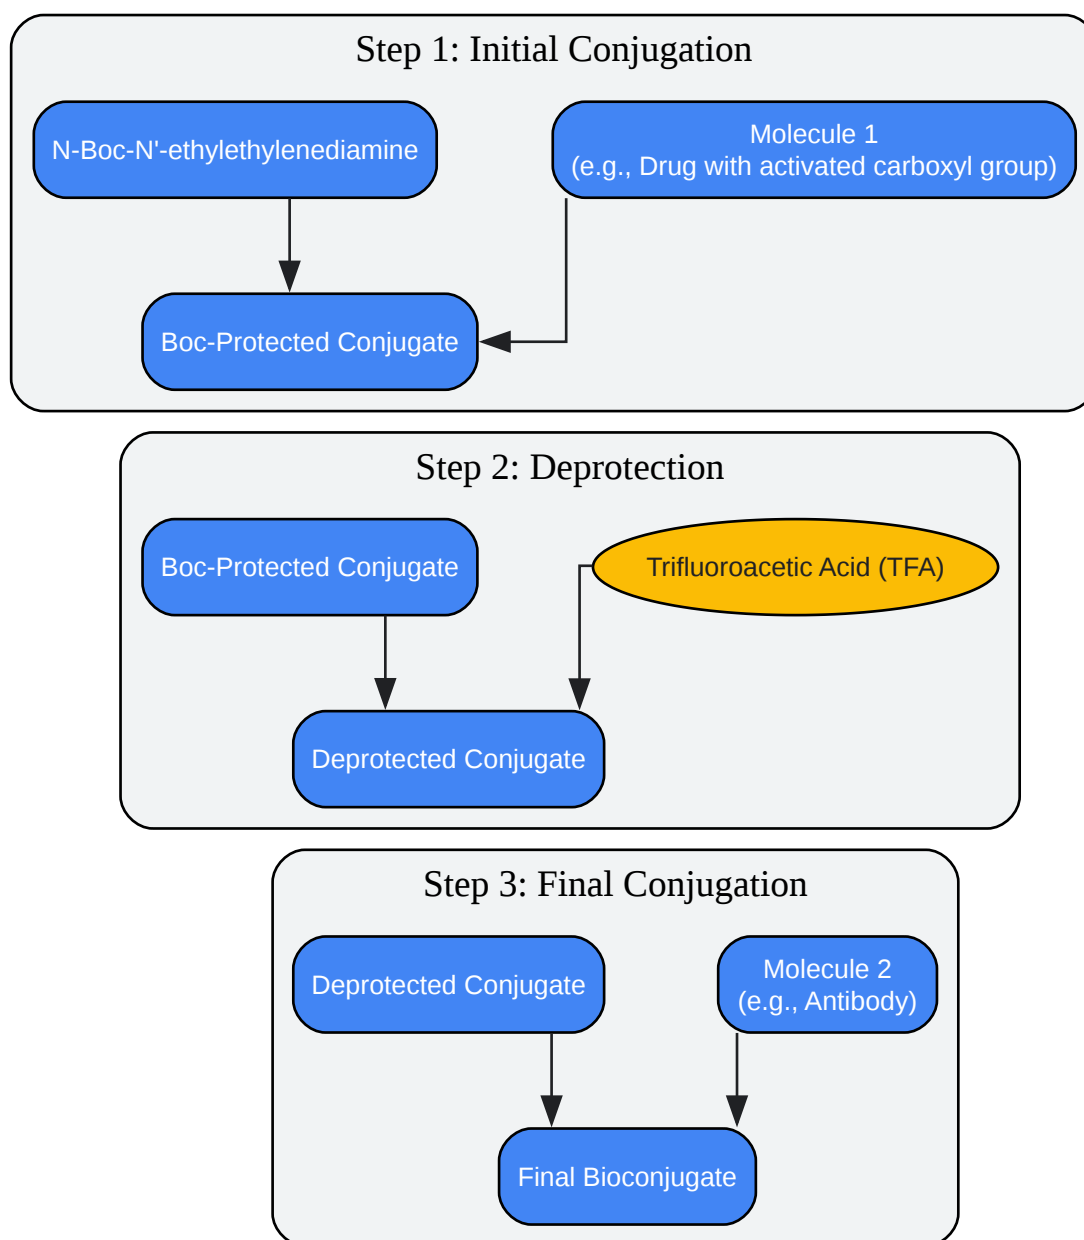 Step 1: Initial Conjugation
N-Boc-N'-ethylethylenediamine
Molecule 1
(e.g., Drug with activated carboxyl group)
Boc-Protected Conjugate
Step 2: Deprotection
Boc-Protected Conjugate
Trifluoroacetic Acid (TFA)
Deprotected Conjugate
Step 3: Final Conjugation
Deprotected Conjugate
Molecule 2
(e.g., Antibody)
Final Bioconjugate